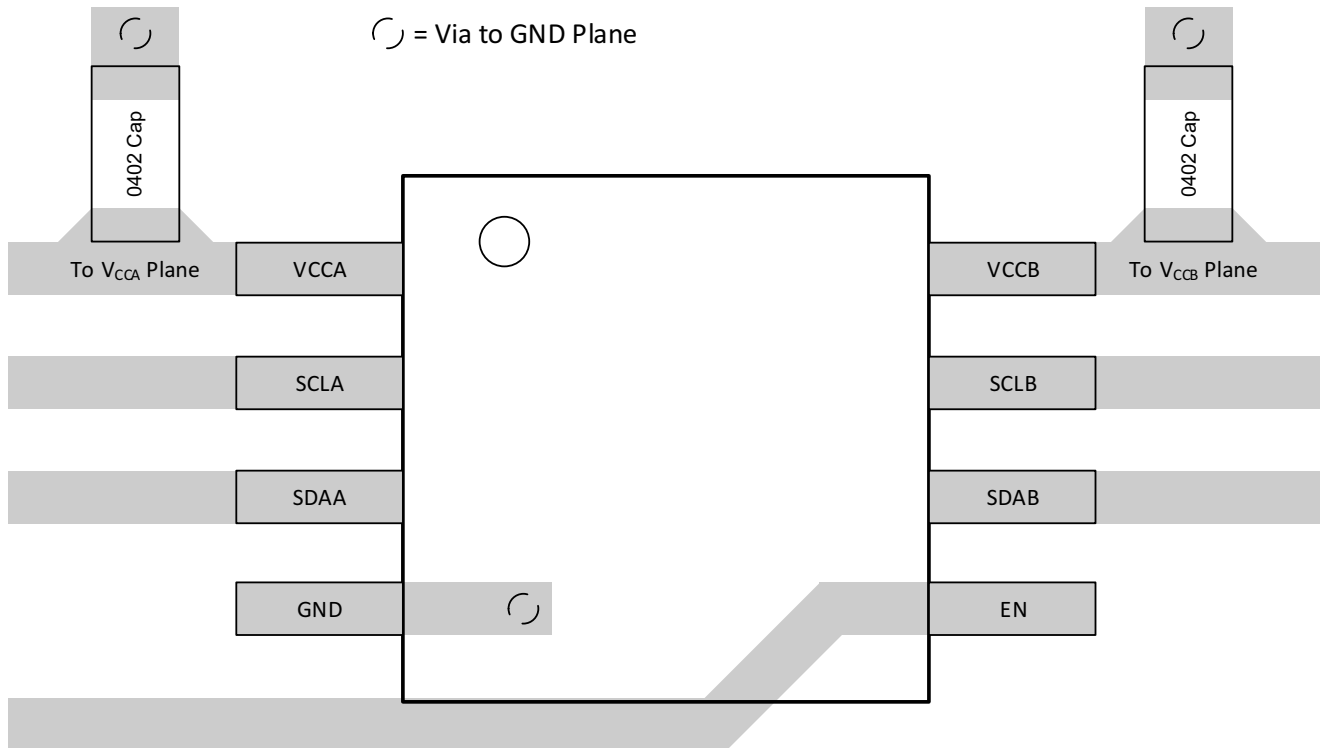 = Via to GND Plane
0402 Cap
0402 Cap
To VCCA Plane
VCCA
VCCB
To VCCB Plane
SCLA
SCLB
SDAA
SDAB
GND
EN